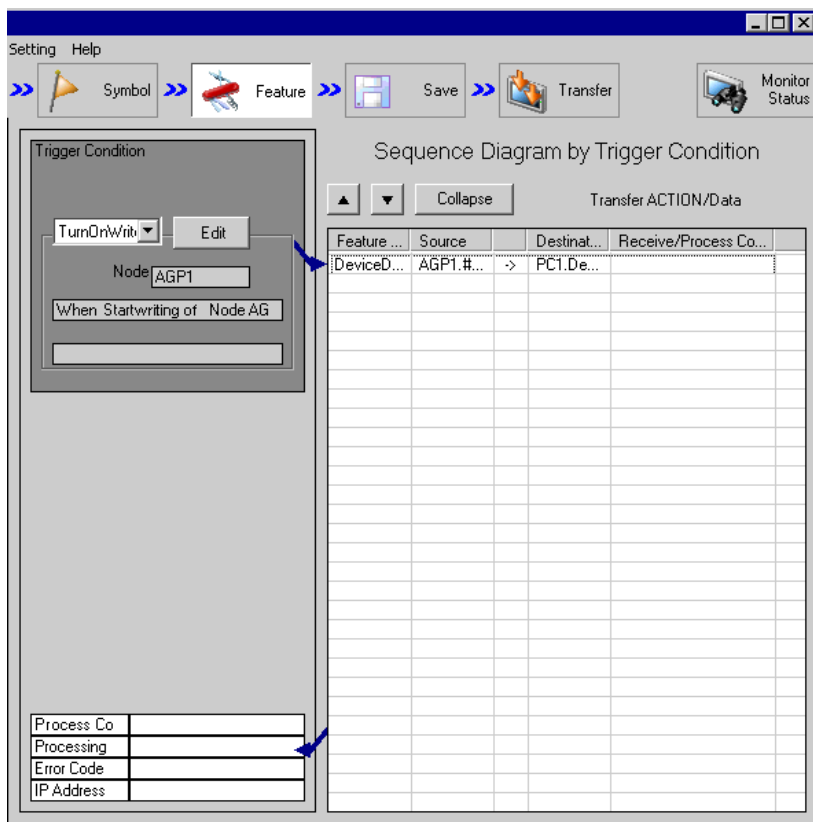 Setting Help
Symbol Feature Save Transfer Monitor Status
Trigger Condition
TurnOnWrit Edit
Node AGP1
When Startwriting of Node AG
Sequence Diagram by Trigger Condition
Collapse Transfer ACTION/Data
Feature ... Source Destinat... Receive/Process Co...
DeviceD... AGP1.#... -> PC1.De...
Process Co
Processing
Error Code
IP Address